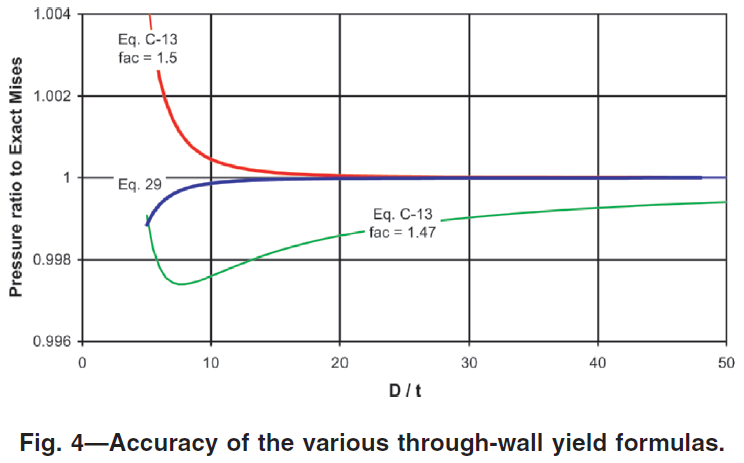 1.004
Eq. C-13
fac = 1.5
1.002
Pressure ratio to Exact Mises
1
Eq. 29
Eq. C-13
fac = 1.47
0.998
0.996
0 10 20 30 40 50
D / t
Fig. 4—Accuracy of the various through-wall yield formulas.